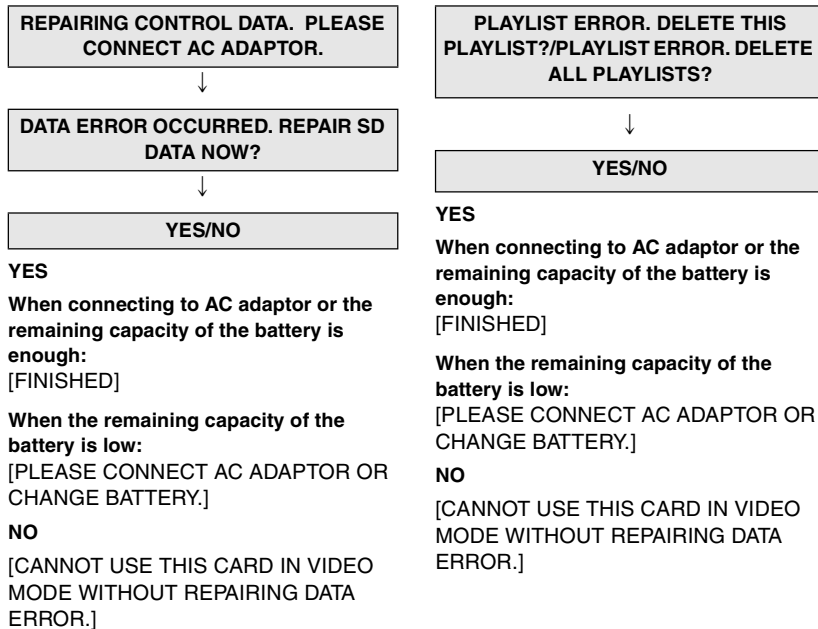 REPAIRING CONTROL DATA.  PLEASE
CONNECT AC ADAPTOR.
↓
DATA ERROR OCCURRED. REPAIR SD
DATA NOW?
↓
YES/NO
YES
When connecting to AC adaptor or the
remaining capacity of the battery is
enough:
[FINISHED]
When the remaining capacity of the
battery is low:
[PLEASE CONNECT AC ADAPTOR OR
CHANGE BATTERY.]
NO
[CANNOT USE THIS CARD IN VIDEO
MODE WITHOUT REPAIRING DATA
ERROR.]
PLAYLIST ERROR. DELETE THIS
PLAYLIST?/PLAYLIST ERROR. DELETE
ALL PLAYLISTS?
↓
YES/NO
YES
When connecting to AC adaptor or the
remaining capacity of the battery is
enough:
[FINISHED]
When the remaining capacity of the
battery is low:
[PLEASE CONNECT AC ADAPTOR OR
CHANGE BATTERY.]
NO
[CANNOT USE THIS CARD IN VIDEO
MODE WITHOUT REPAIRING DATA
ERROR.]